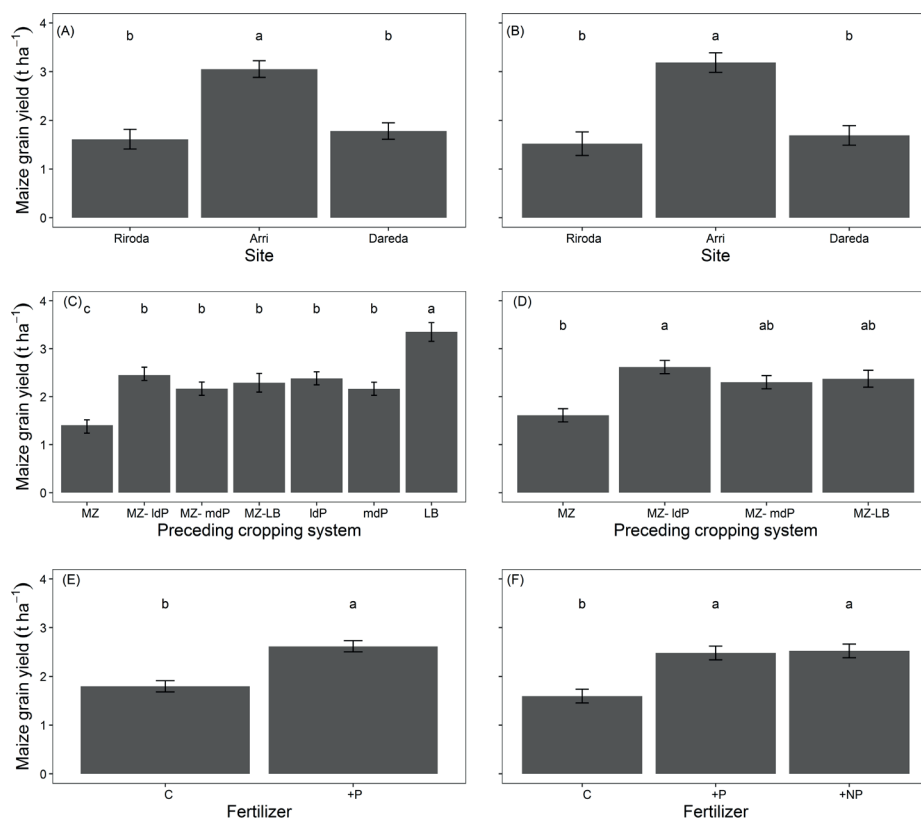 (A) b a b
4
3
2
1
0
Maize grain yield (t ha⁻¹)
Riroda Arri Dareda
Site
(B) b a b
Riroda Arri Dareda
Site
(C) c b b b b b a
4
3
2
1
0
Maize grain yield (t ha⁻¹)
MZ MZ- ldP MZ- mdP MZ-LB ldP mdP LB
Preceding cropping system
(D) b a ab ab
MZ MZ- ldP MZ- mdP MZ-LB
Preceding cropping system
(E) b a
4
3
2
1
0
Maize grain yield (t ha⁻¹)
C +P
Fertilizer
(F) b a a
C +P +NP
Fertilizer